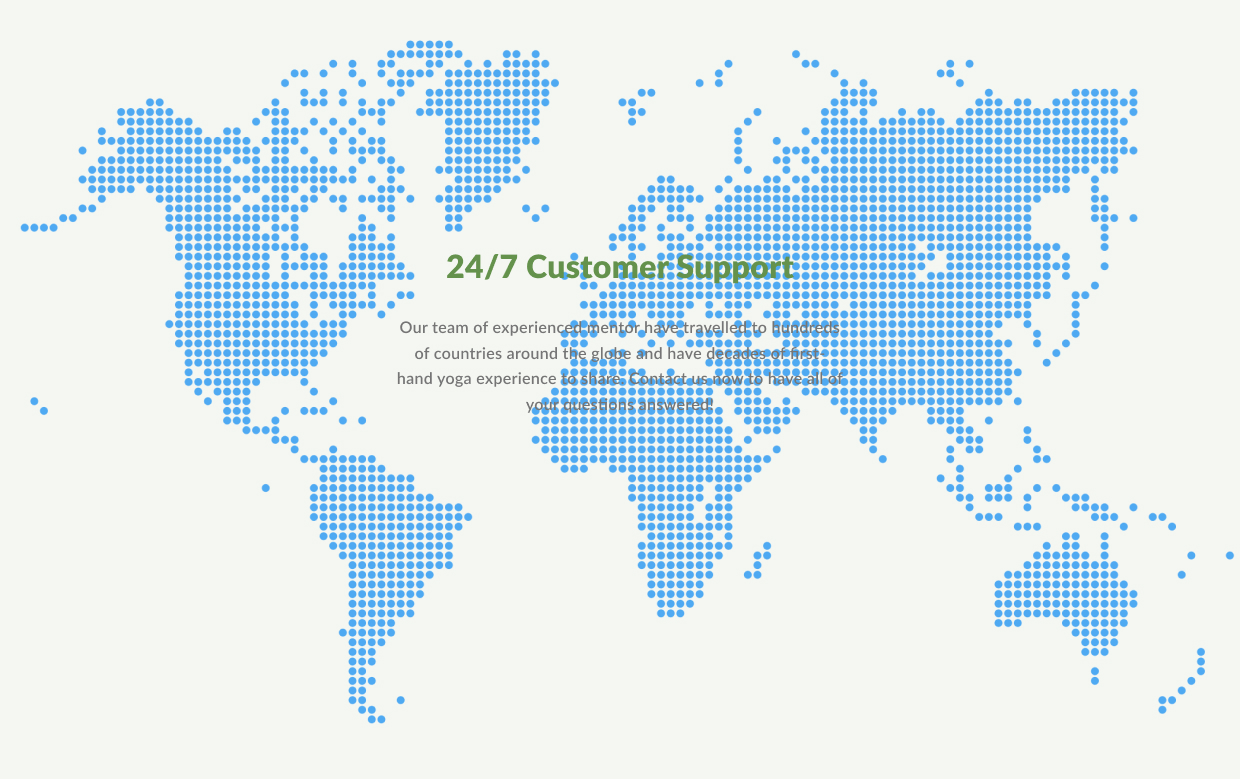 24/7 Customer Support
Our team of experienced mentor have travelled to hundreds
of countries around the globe and have decades of first-
hand yoga experience to share. Contact us now to have all of
your questions answered!